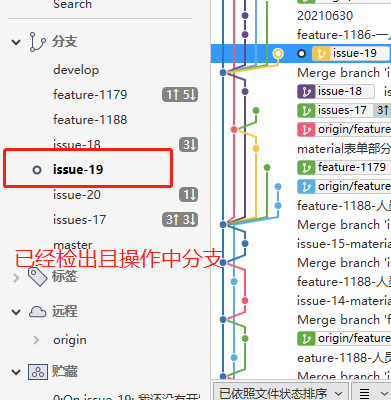 Search
分支
develop
feature-1179 1↑ 5↓
feature-1188
issue-18 3↓
issue-19
issue-20 1↓
issues-17 3↑ 3↓
master
已经检出且操作中分支
标签
远程
origin
贮藏
0:On issue-19: 我还没有开
20210630
feature-1186-一
issue-19
Merge branch 'i
issue-18 is
issues-17 3↑
origin/feature
material表单部分
feature-1179
origin/feature
feature-1188-人
Merge branch 'i
issue-15-materia
Merge branch 'i
feature-1188-人
issue-14-materia
Merge branch 'f
origin/feature
eature-1188-人员
Merge branch 'i
已依照文件状态排序